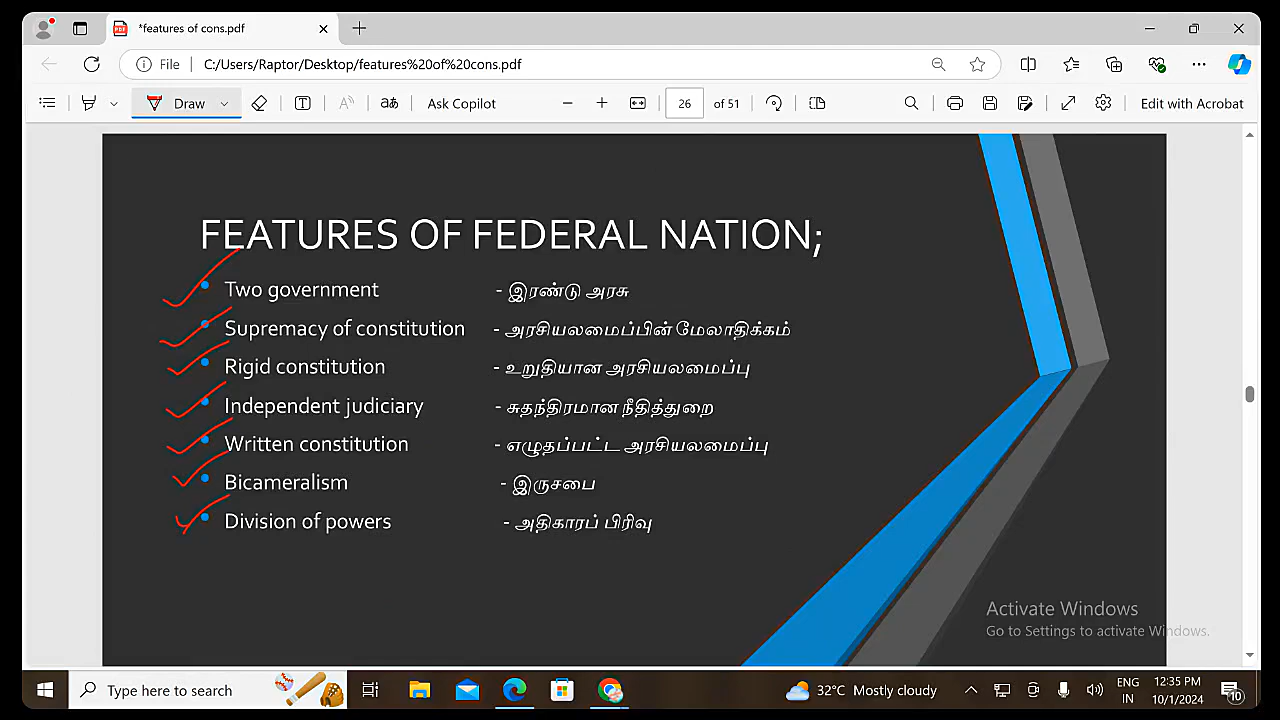 *features of cons.pdf
File C:/Users/Raptor/Desktop/features%20of%20cons.pdf
Draw Ask Copilot 26 of 51 Edit with Acrobat
FEATURES OF FEDERAL NATION;
Two government - இரண்டு அரசு
Supremacy of constitution - அரசியலமைப்பின் மேலாதிக்கம்
Rigid constitution - உறுதியான அரசியலமைப்பு
Independent judiciary - சுதந்திரமான நீதித்துறை
Written constitution - எழுதப்பட்ட அரசியலமைப்பு
Bicameralism - இருசபை
Division of powers - அதிகாரப் பிரிவு
Activate Windows
Go to Settings to activate Windows.
Type here to search 32°C Mostly cloudy ENG IN 12:35 PM 10/1/2024 10